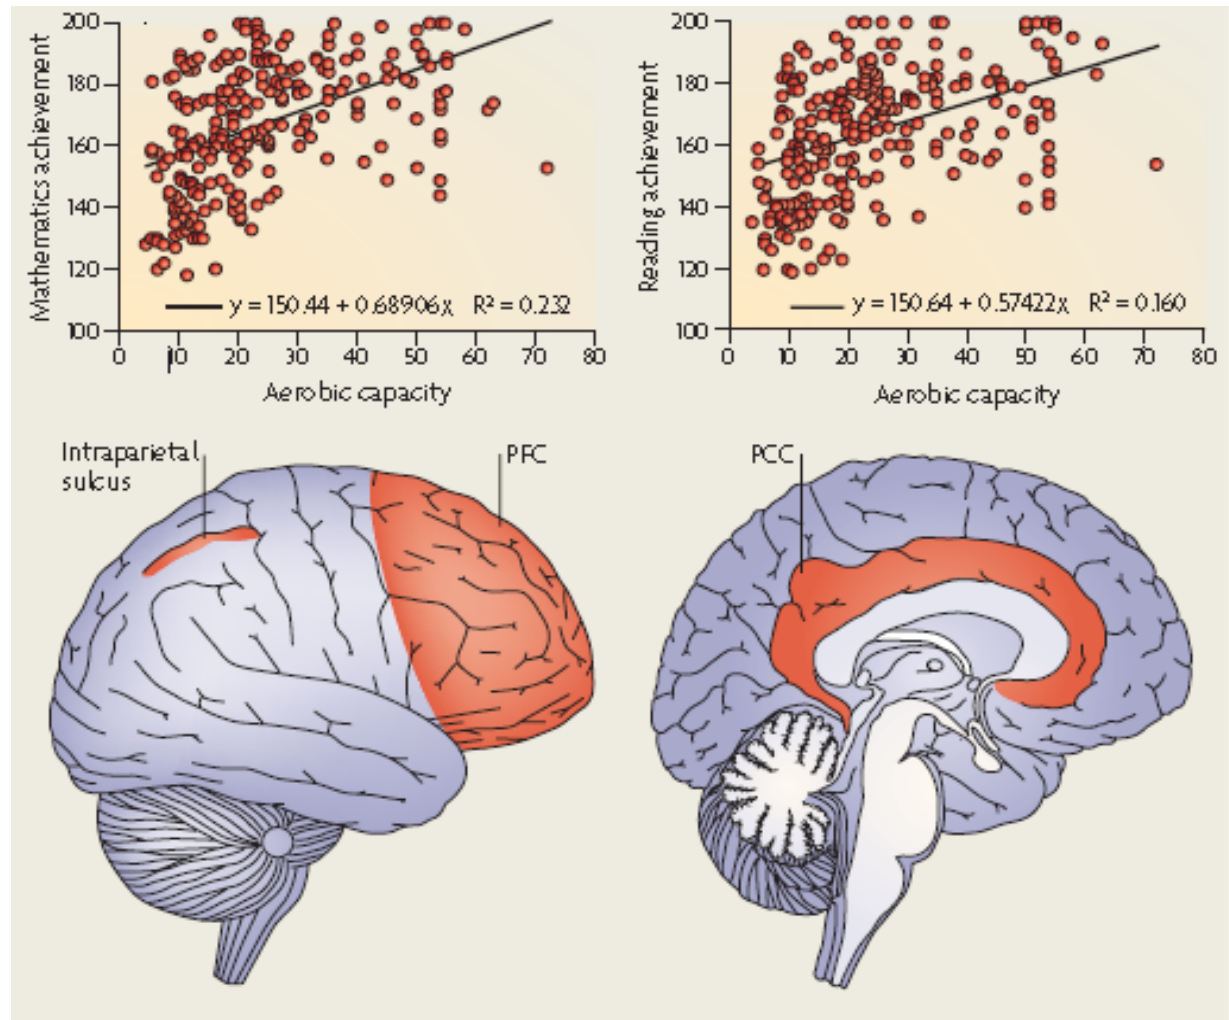 Mathematics achievement
200
180
160
140
120
100
y = 150.44 + 0.68906x R² = 0.232
0 10 20 30 40 50 60 70 80
Aerobic capacity
Reading achievement
200
180
160
140
120
100
y = 150.64 + 0.57422x R² = 0.160
0 10 20 30 40 50 60 70 80
Aerobic capacity
Intraparietal
sulcus
PFC
PCC